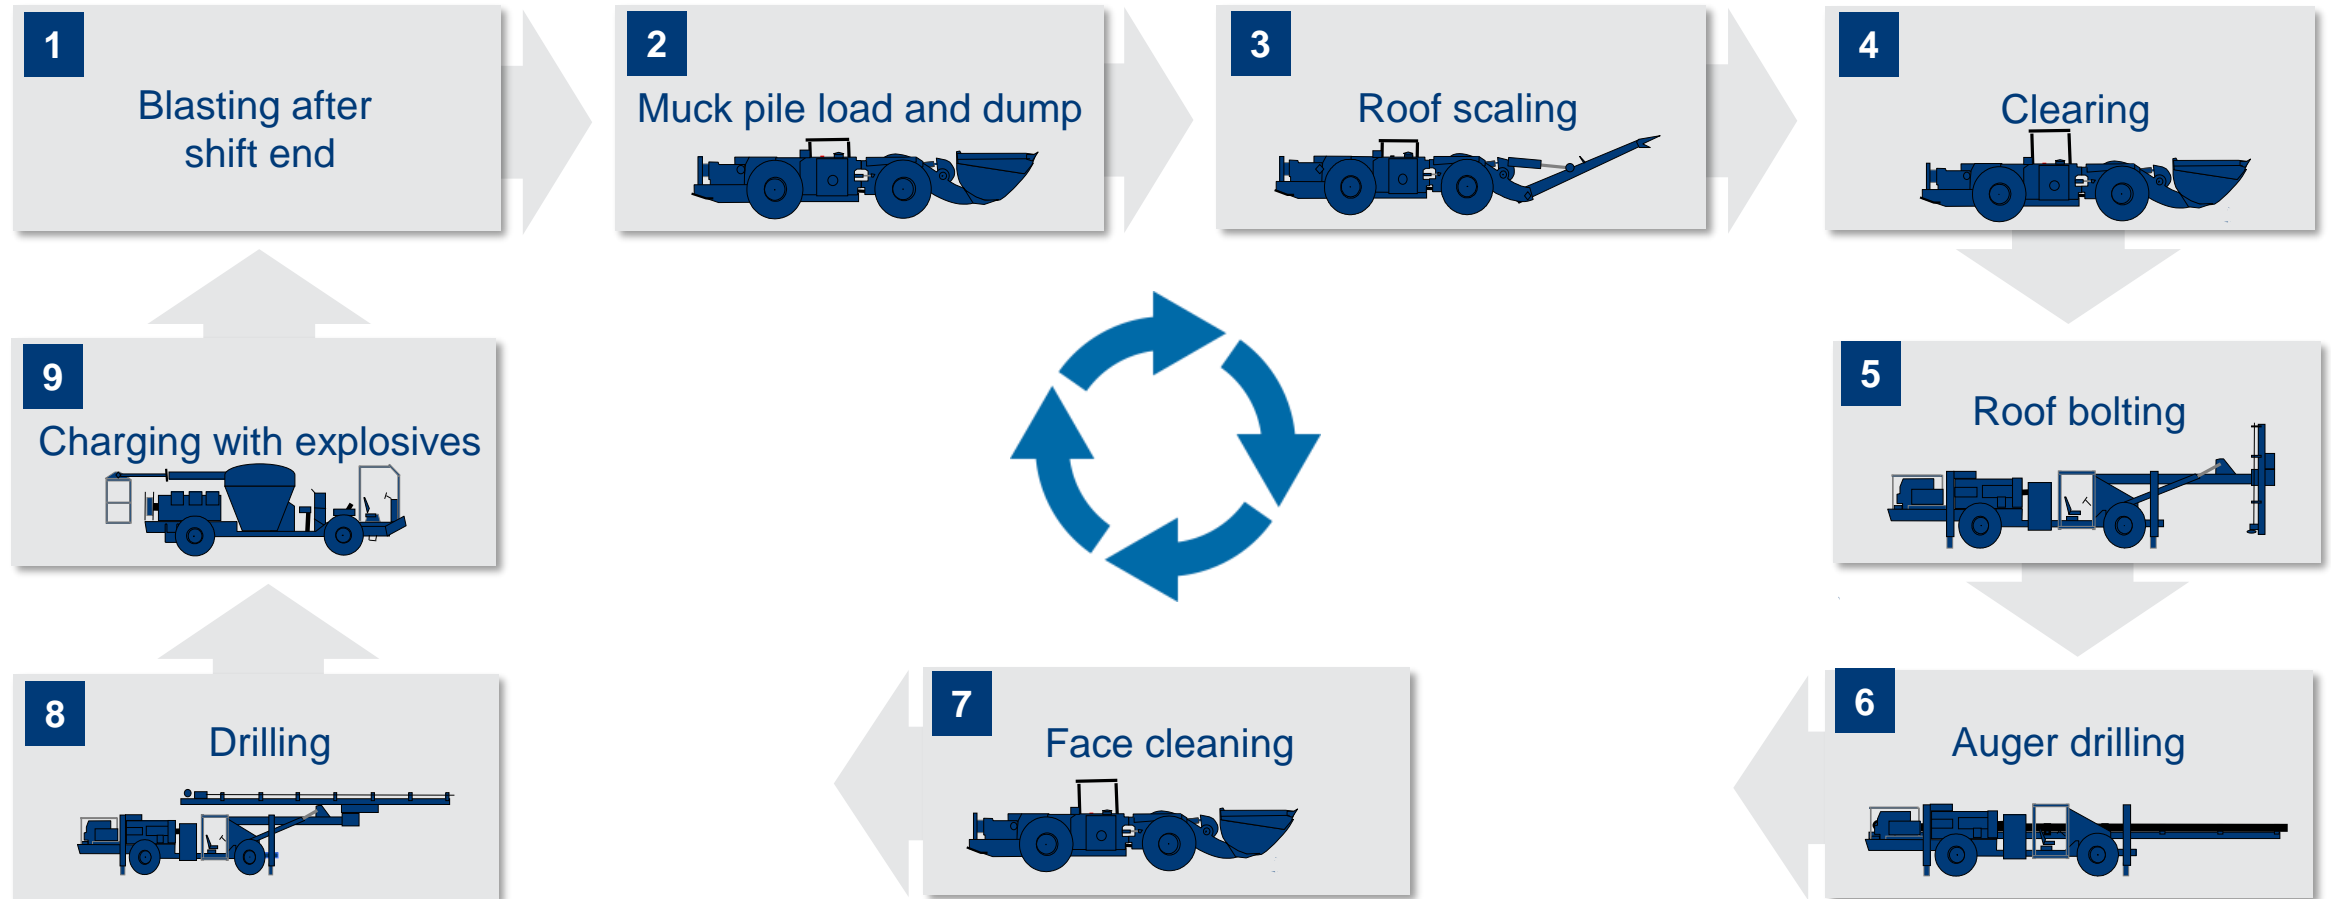 1
Blasting after
shift end
2
Muck pile load and dump
3
Roof scaling
4
Clearing
5
Roof bolting
6
Auger drilling
7
Face cleaning
8
Drilling
9
Charging with explosives